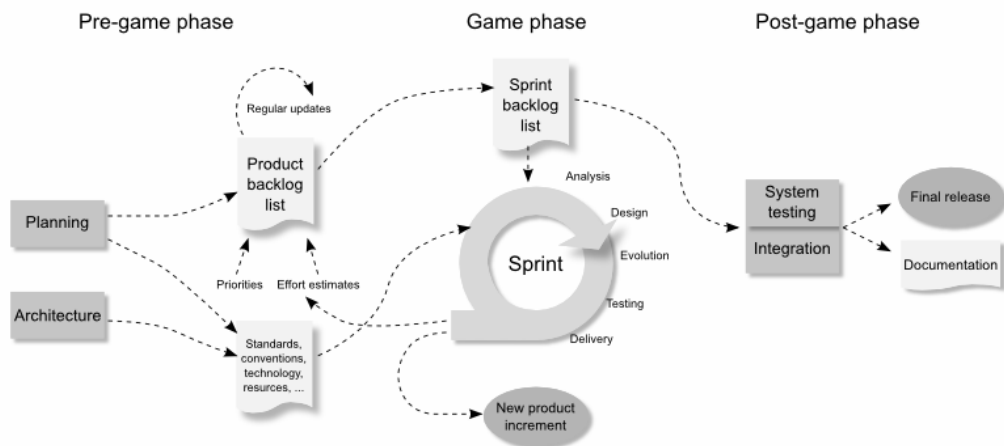 Pre-game phase
Game phase
Post-game phase
Regular updates
Product
backlog
list
Sprint
backlog
list
Planning
Architecture
Priorities
Effort estimates
Standards,
conventions,
technology,
resurces, ...
Analysis
Design
Evolution
Testing
Delivery
Sprint
New product
increment
System
testing
Integration
Final release
Documentation